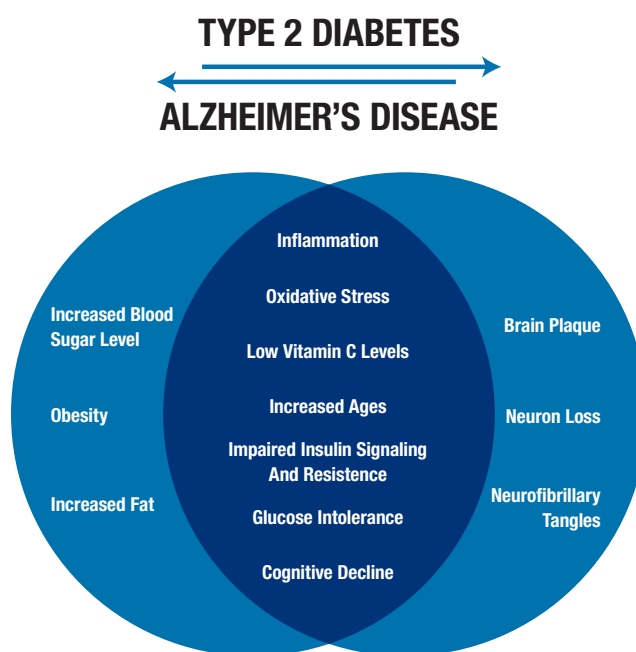 TYPE 2 DIABETES
ALZHEIMER'S DISEASE
Increased Blood
Sugar Level
Obesity
Increased Fat
Inflammation
Oxidative Stress
Low Vitamin C Levels
Increased Ages
Impaired Insulin Signaling
And Resistence
Glucose Intolerance
Cognitive Decline
Brain Plaque
Neuron Loss
Neurofibrillary
Tangles